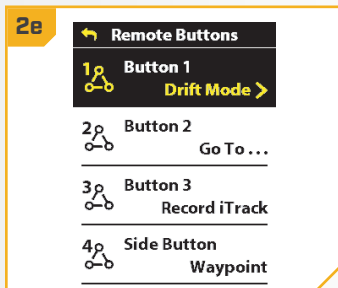 2e
Remote Buttons
1 Button 1
Drift Mode >
2 Button 2
Go To ...
3 Button 3
Record iTrack
4 Side Button
Waypoint